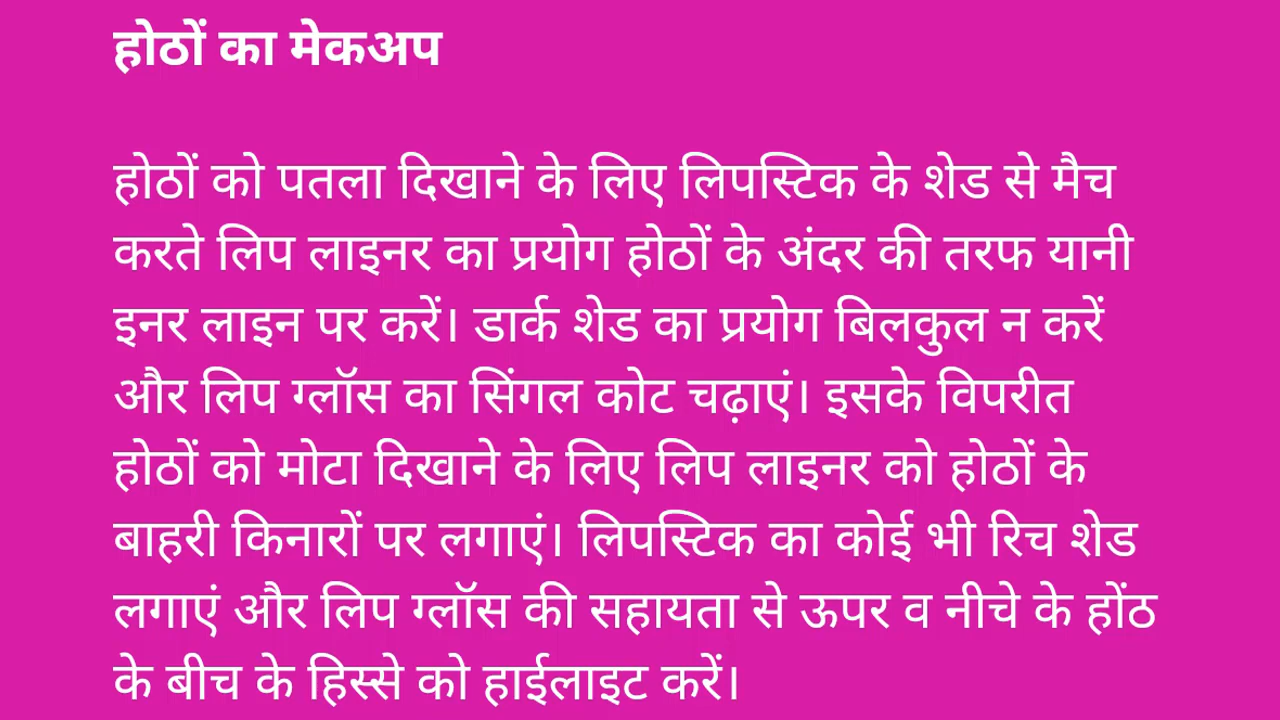 होठों का मेकअप
होठों को पतला दिखाने के लिए लिपस्टिक के शेड से मैच
करते लिप लाइनर का प्रयोग होठों के अंदर की तरफ यानी
इनर लाइन पर करें। डार्क शेड का प्रयोग बिलकुल न करें
और लिप ग्लॉस का सिंगल कोट चढ़ाएं। इसके विपरीत
होठों को मोटा दिखाने के लिए लिप लाइनर को होठों के
बाहरी किनारों पर लगाएं। लिपस्टिक का कोई भी रिच शेड
लगाएं और लिप ग्लॉस की सहायता से ऊपर व नीचे के होंठ
के बीच के हिस्से को हाईलाइट करें।